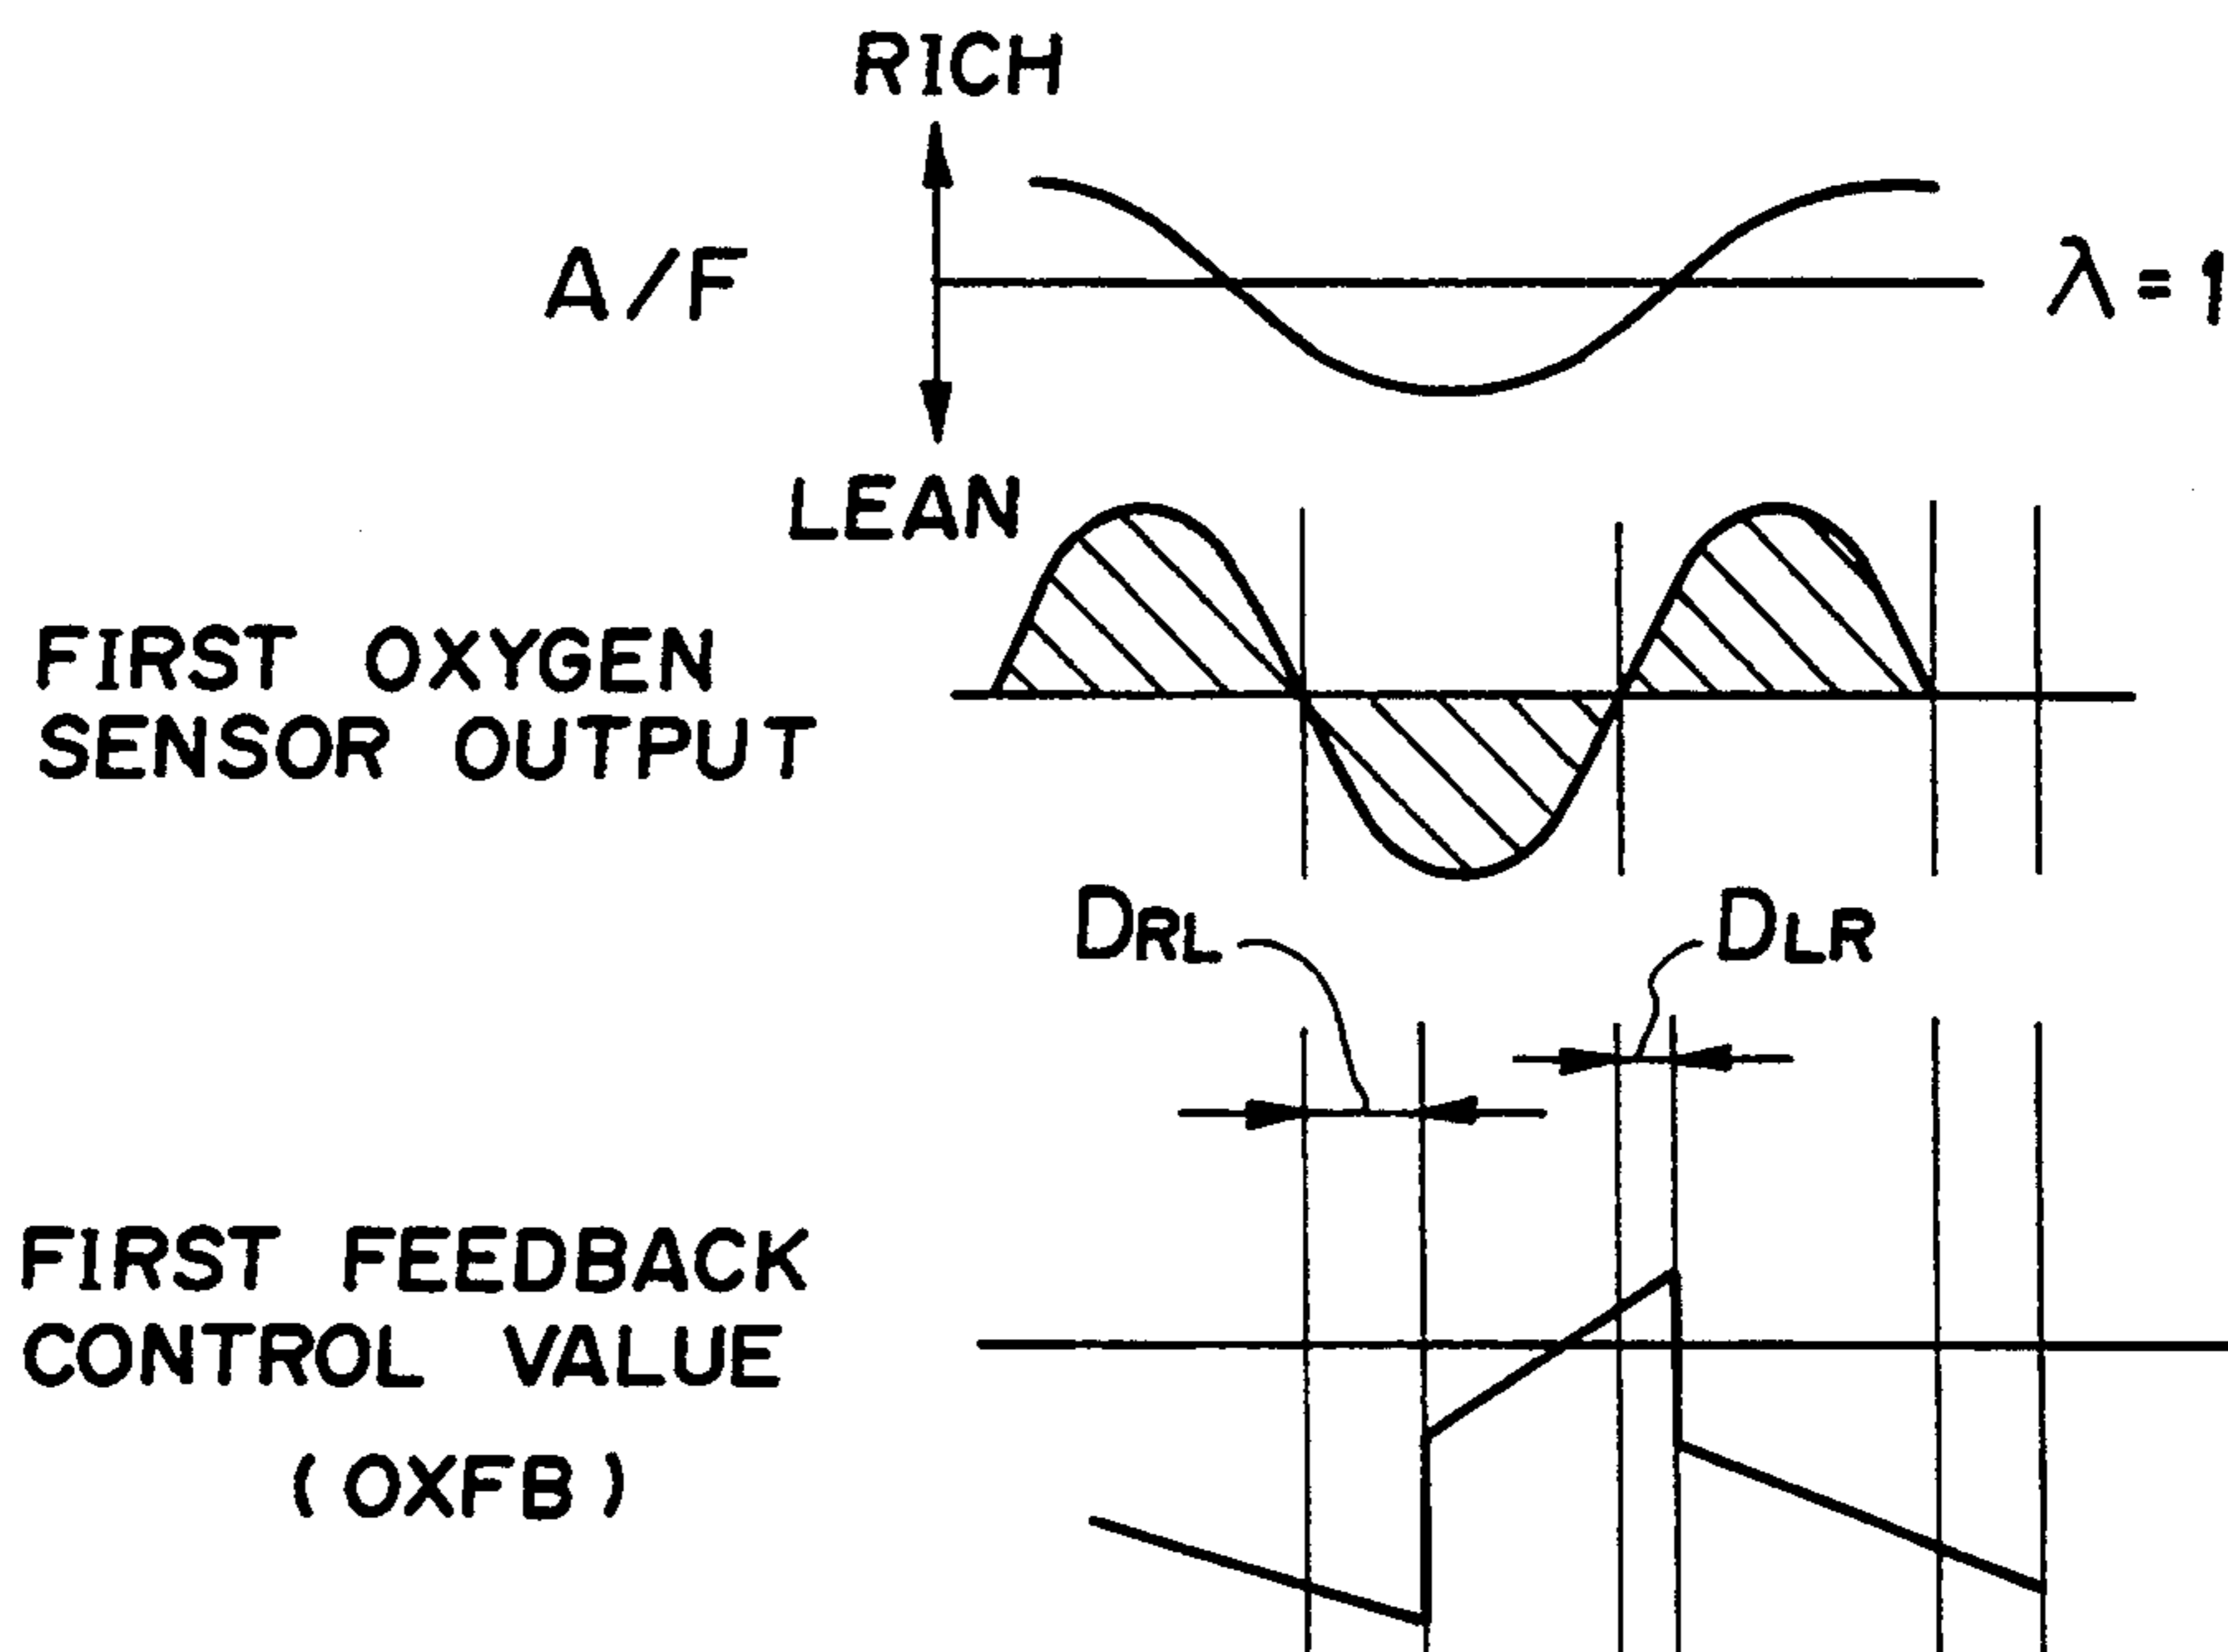 RICH
A/F
λ=1
LEAN
FIRST OXYGEN
SENSOR OUTPUT
DRL
DLR
FIRST FEEDBACK
CONTROL VALUE
(OXFB)